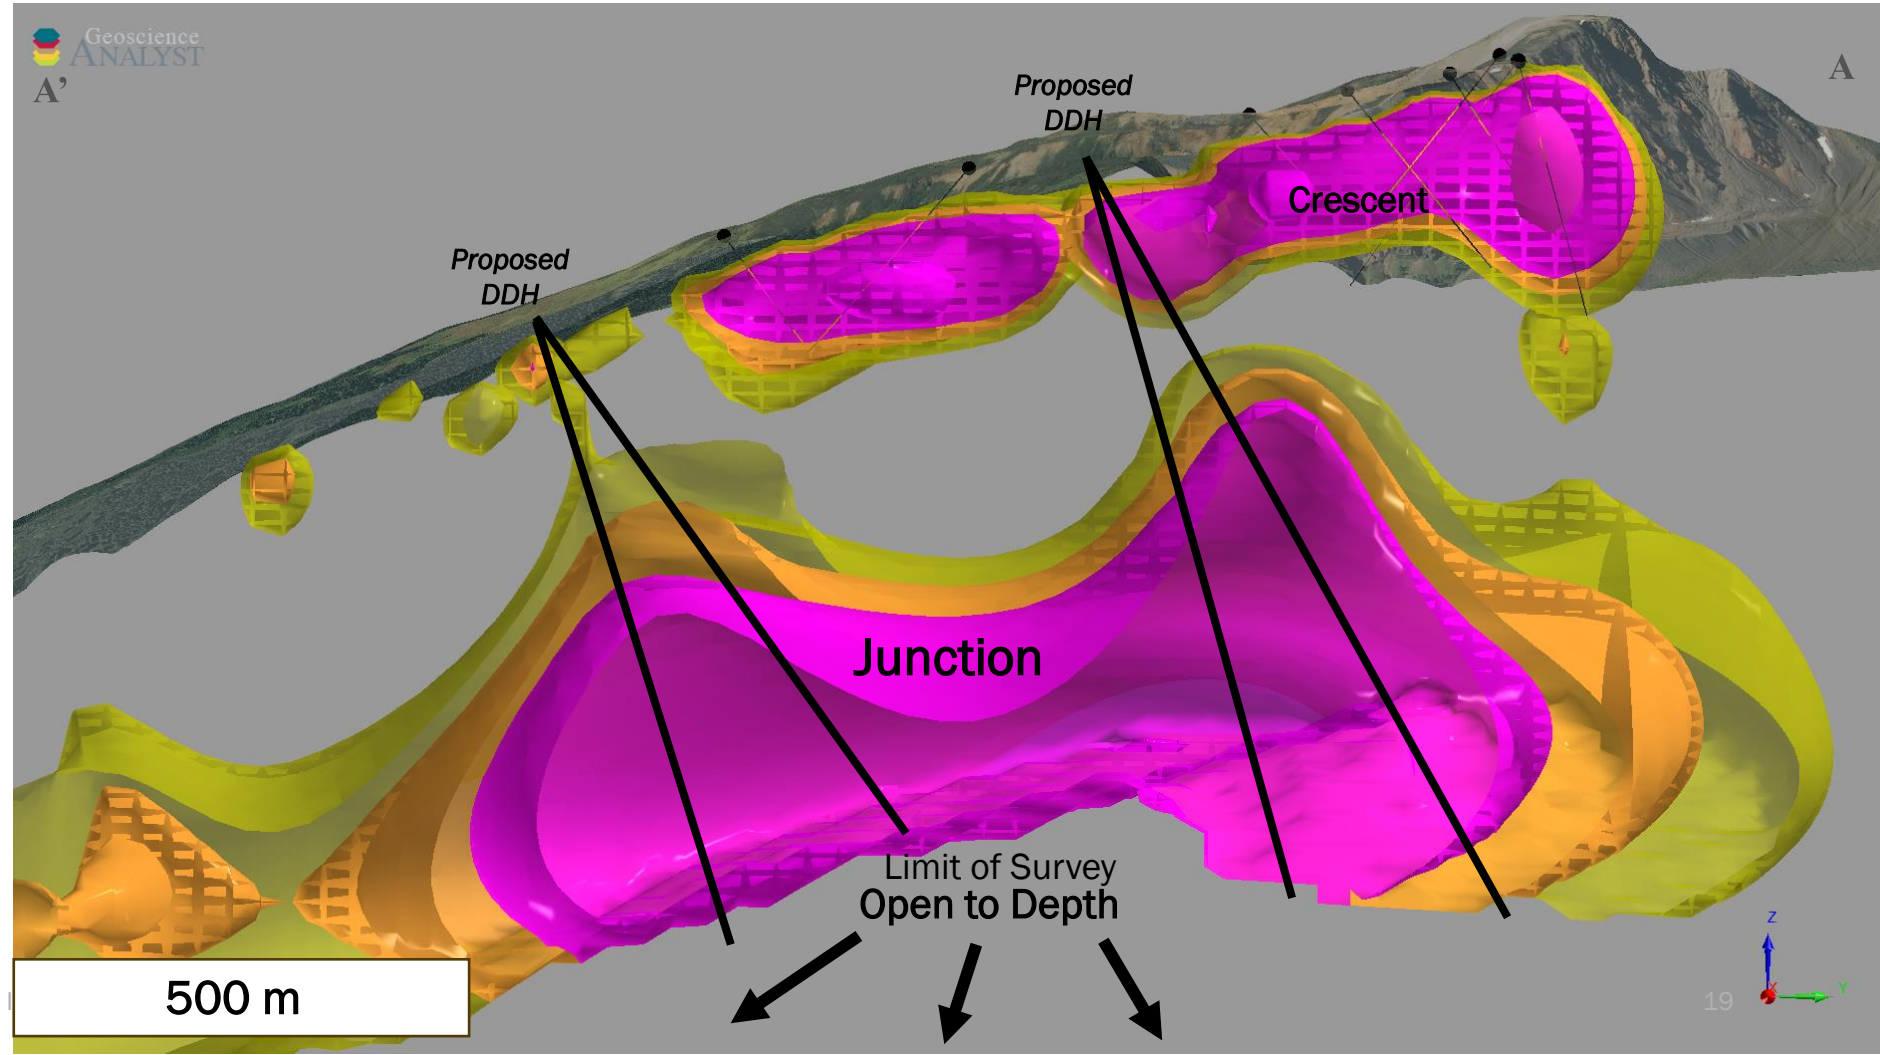 Geoscience
ANALYST
A’
A
Proposed
DDH
Crescent
Proposed
DDH
Junction
Limit of Survey
Open to Depth
500 m
19
Z
X
Y